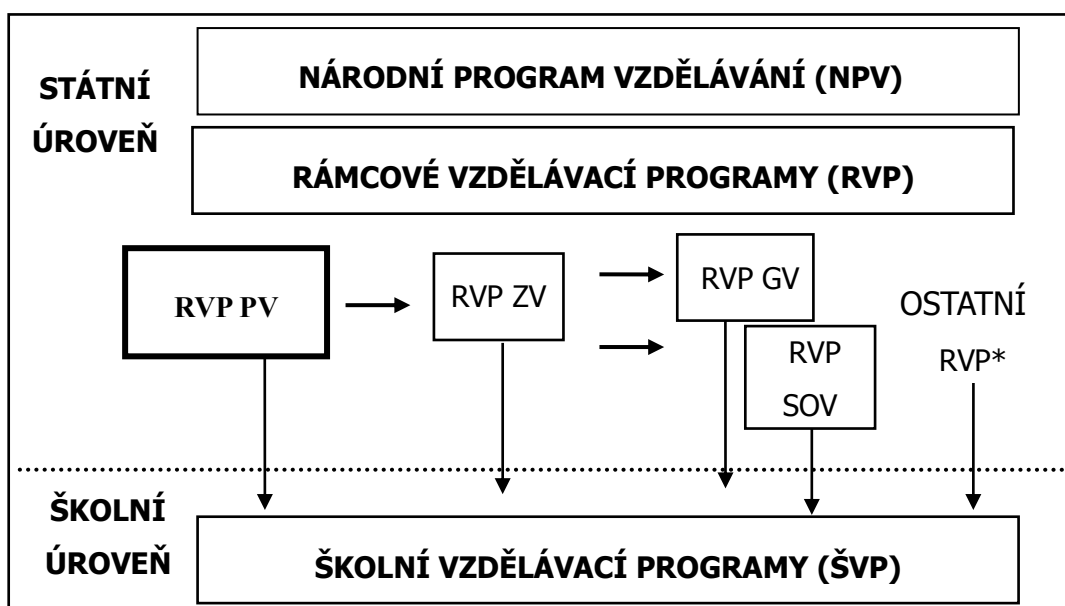 STÁTNÍ
ÚROVEŇ
NÁRODNÍ PROGRAM VZDĚLÁVÁNÍ (NPV)
RÁMCOVÉ VZDĚLÁVACÍ PROGRAMY (RVP)
RVP PV
RVP ZV
RVP GV
RVP
SOV
OSTATNÍ
RVP*
ŠKOLNÍ
ÚROVEŇ
ŠKOLNÍ VZDĚLÁVACÍ PROGRAMY (ŠVP)